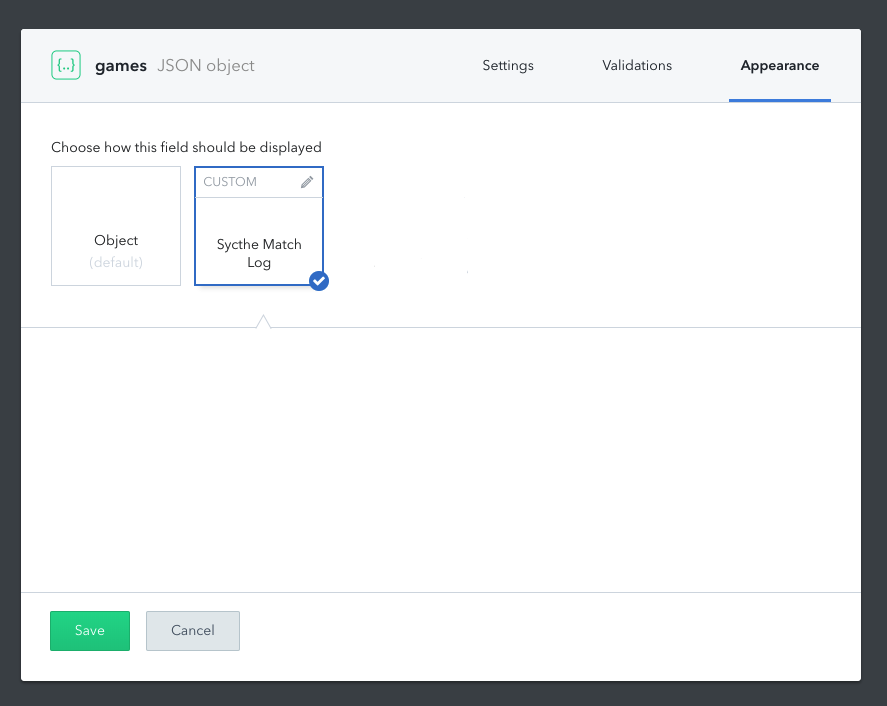 {..} games JSON object Settings Validations Appearance
Choose how this field should be displayed
CUSTOM
Object
(default)
Sycthe Match
Log
Save Cancel